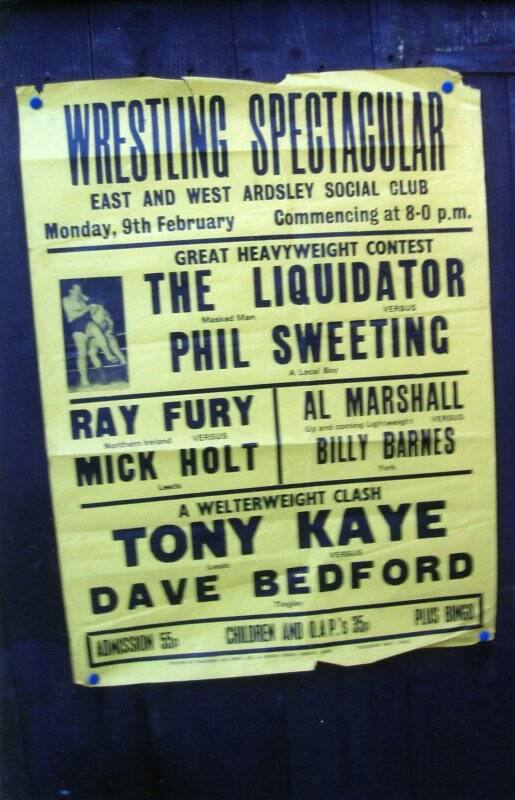 WRESTLING SPECTACULAR
EAST AND WEST ARDSLEY SOCIAL CLUB
Monday, 9th February Commencing at 8-0 p.m.
GREAT HEAVYWEIGHT CONTEST
THE LIQUIDATOR
Masked Man VERSUS
PHIL SWEETING
A Local Boy
RAY FURY
Northern Ireland VERSUS
MICK HOLT
Leeds
AL MARSHALL
Up and coming Lightweight VERSUS
BILLY BARNES
York
A WELTERWEIGHT CLASH
TONY KAYE
Leeds VERSUS
DAVE BEDFORD
Tingley
ADMISSION 55p CHILDREN AND O.A.P.'s 35p PLUS BINGO